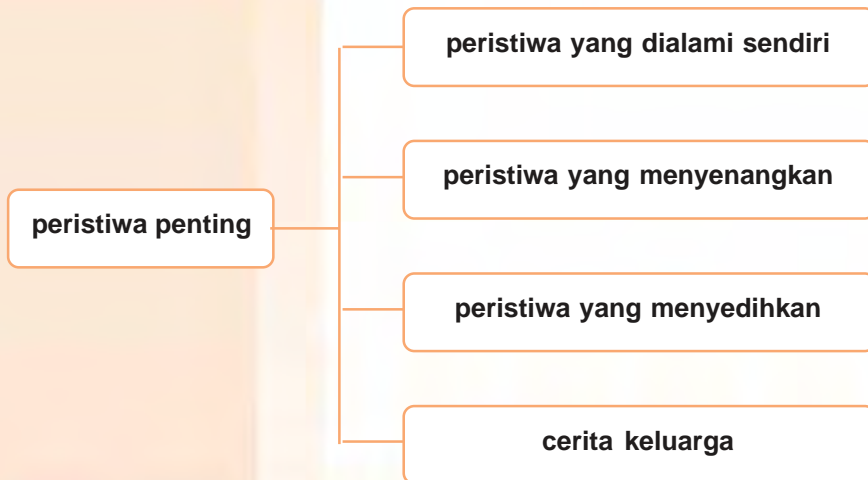 peristiwa yang dialami sendiri
peristiwa yang menyenangkan
peristiwa penting
peristiwa yang menyedihkan
cerita keluarga